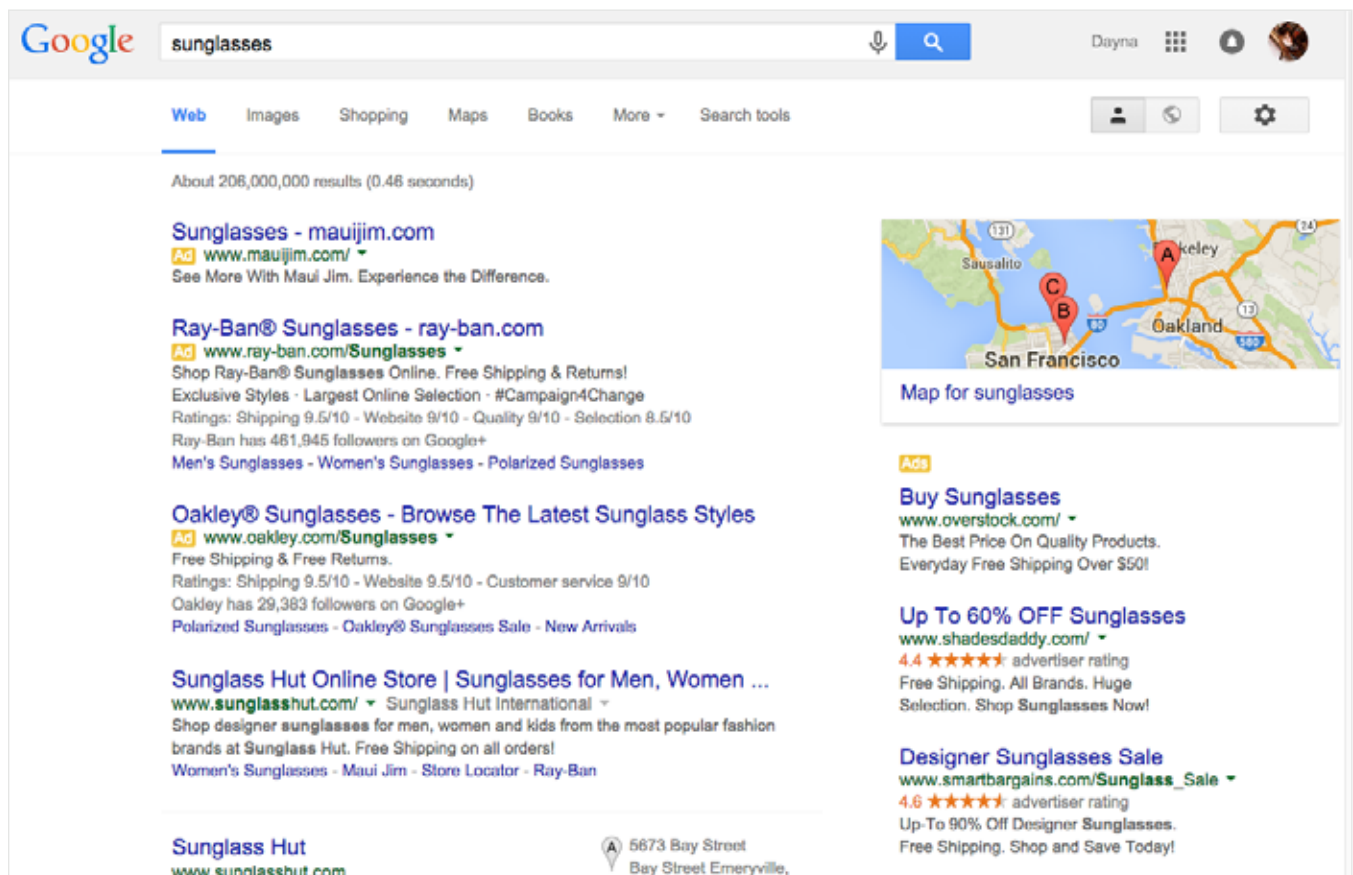 Google
sunglasses
Dayna
Web Images Shopping Maps Books More Search tools
About 206,000,000 results (0.46 seconds)
Sunglasses - mauijim.com
Ad www.mauijim.com/
See More With Maui Jim. Experience the Difference.
Ray-Ban® Sunglasses - ray-ban.com
Ad www.ray-ban.com/Sunglasses
Shop Ray-Ban® Sunglasses Online. Free Shipping & Returns!
Exclusive Styles · Largest Online Selection · #Campaign4Change
Ratings: Shipping 9.5/10 - Website 9/10 - Quality 9/10 - Selection 8.5/10
Ray-Ban has 461,945 followers on Google+
Men's Sunglasses - Women's Sunglasses - Polarized Sunglasses
Oakley® Sunglasses - Browse The Latest Sunglass Styles
Ad www.oakley.com/Sunglasses
Free Shipping & Free Returns.
Ratings: Shipping 9.5/10 - Website 9.5/10 - Customer service 9/10
Oakley has 29,383 followers on Google+
Polarized Sunglasses - Oakley® Sunglasses Sale - New Arrivals
Sunglass Hut Online Store | Sunglasses for Men, Women ...
www.sunglasshut.com/ Sunglass Hut International
Shop designer sunglasses for men, women and kids from the most popular fashion
brands at Sunglass Hut. Free Shipping on all orders!
Women's Sunglasses - Maui Jim - Store Locator - Ray-Ban
Sunglass Hut
www.sunglasshut.com
A 5673 Bay Street
Bay Street Emeryville,
131
24
Sausalito
A
keley
C
B
80
13
Oakland
580
San Francisco
Map for sunglasses
Ads
Buy Sunglasses
www.overstock.com/
The Best Price On Quality Products.
Everyday Free Shipping Over $50!
Up To 60% OFF Sunglasses
www.shadesdaddy.com/
4.4 advertiser rating
Free Shipping. All Brands. Huge
Selection. Shop Sunglasses Now!
Designer Sunglasses Sale
www.smartbargains.com/Sunglass_Sale
4.6 advertiser rating
Up-To 90% Off Designer Sunglasses.
Free Shipping. Shop and Save Today!